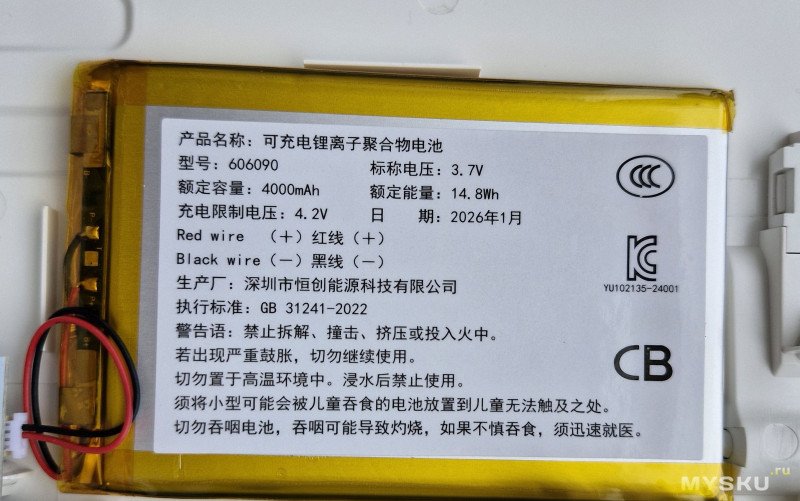 产品名称：可充电锂离子聚合物电池
型号：606090 标称电压：3.7V
额定容量：4000mAh 额定能量：14.8Wh
充电限制电压：4.2V 日 期：2026年1月
Red wire （+）红线（+）
Black wire（−）黑线（−）
生产厂：深圳市恒创能源科技有限公司
执行标准：GB 31241-2022
警告语：禁止拆解、撞击、挤压或投入火中。
若出现严重鼓胀，切勿继续使用。
切勿置于高温环境中。浸水后禁止使用。
须将小型可能会被儿童吞食的电池放置到儿童无法触及之处。
切勿吞咽电池，吞咽可能导致灼烧，如果不慎吞食，须迅速就医。
CCC
KC
YU102135-24001
CB
MYSKU.ru